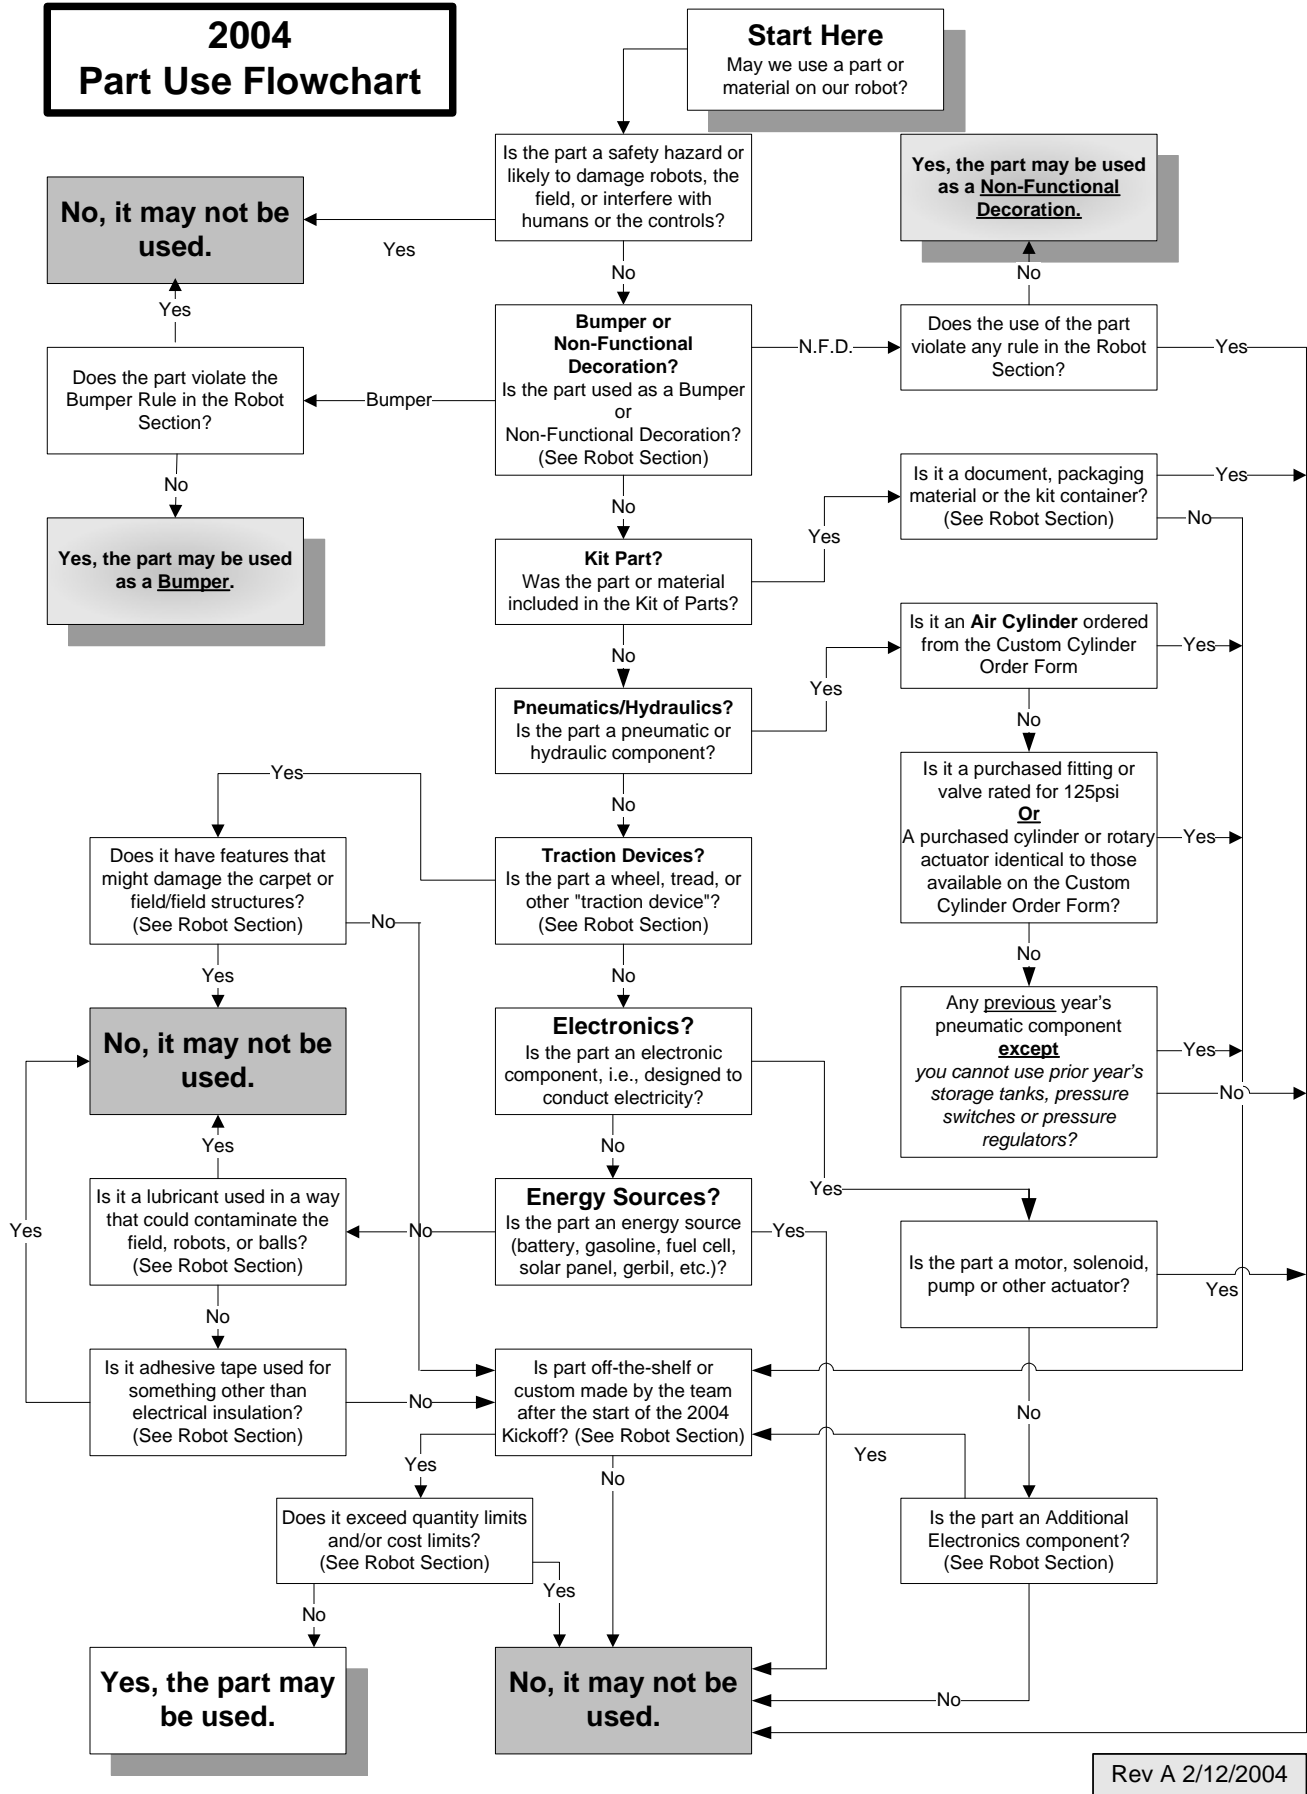 2004
Part Use Flowchart
Start Here
May we use a part or
material on our robot?
Is the part a safety hazard or
likely to damage robots, the
field, or interfere with
humans or the controls?
Yes, the part may be used
as a Non-Functional
Decoration.
No, it may not be
used.
Yes
No
No
Yes
Bumper or
Non-Functional
Decoration?
Is the part used as a Bumper
or
Non-Functional Decoration?
(See Robot Section)
N.F.D.
Does the use of the part
violate any rule in the Robot
Section?
Yes
Does the part violate the
Bumper Rule in the Robot
Section?
Bumper
No
Yes, the part may be used
as a Bumper.
No
Is it a document, packaging
material or the kit container?
(See Robot Section)
Yes
No
Kit Part?
Was the part or material
included in the Kit of Parts?
Yes
No
Is it an Air Cylinder ordered
from the Custom Cylinder
Order Form
Yes
Pneumatics/Hydraulics?
Is the part a pneumatic or
hydraulic component?
Yes
No
No
Is it a purchased fitting or
valve rated for 125psi
Or
A purchased cylinder or rotary
actuator identical to those
available on the Custom
Cylinder Order Form?
Yes
Yes
Does it have features that
might damage the carpet or
field/field structures?
(See Robot Section)
No
Traction Devices?
Is the part a wheel, tread, or
other "traction device"?
(See Robot Section)
Yes
No
No
No, it may not be
used.
Electronics?
Is the part an electronic
component, i.e., designed to
conduct electricity?
Any previous year's
pneumatic component
except
you cannot use prior year's
storage tanks, pressure
switches or pressure
regulators?
Yes
No
Yes
No
Yes
Is it a lubricant used in a way
that could contaminate the
field, robots, or balls?
(See Robot Section)
Yes
No
Energy Sources?
Is the part an energy source
(battery, gasoline, fuel cell,
solar panel, gerbil, etc.)?
Yes
Is the part a motor, solenoid,
pump or other actuator?
Yes
No
Is it adhesive tape used for
something other than
electrical insulation?
(See Robot Section)
No
Is part off-the-shelf or
custom made by the team
after the start of the 2004
Kickoff? (See Robot Section)
No
Yes
Yes
No
Does it exceed quantity limits
and/or cost limits?
(See Robot Section)
Is the part an Additional
Electronics component?
(See Robot Section)
Yes
No
Yes, the part may
be used.
No, it may not be
used.
No
Rev A 2/12/2004